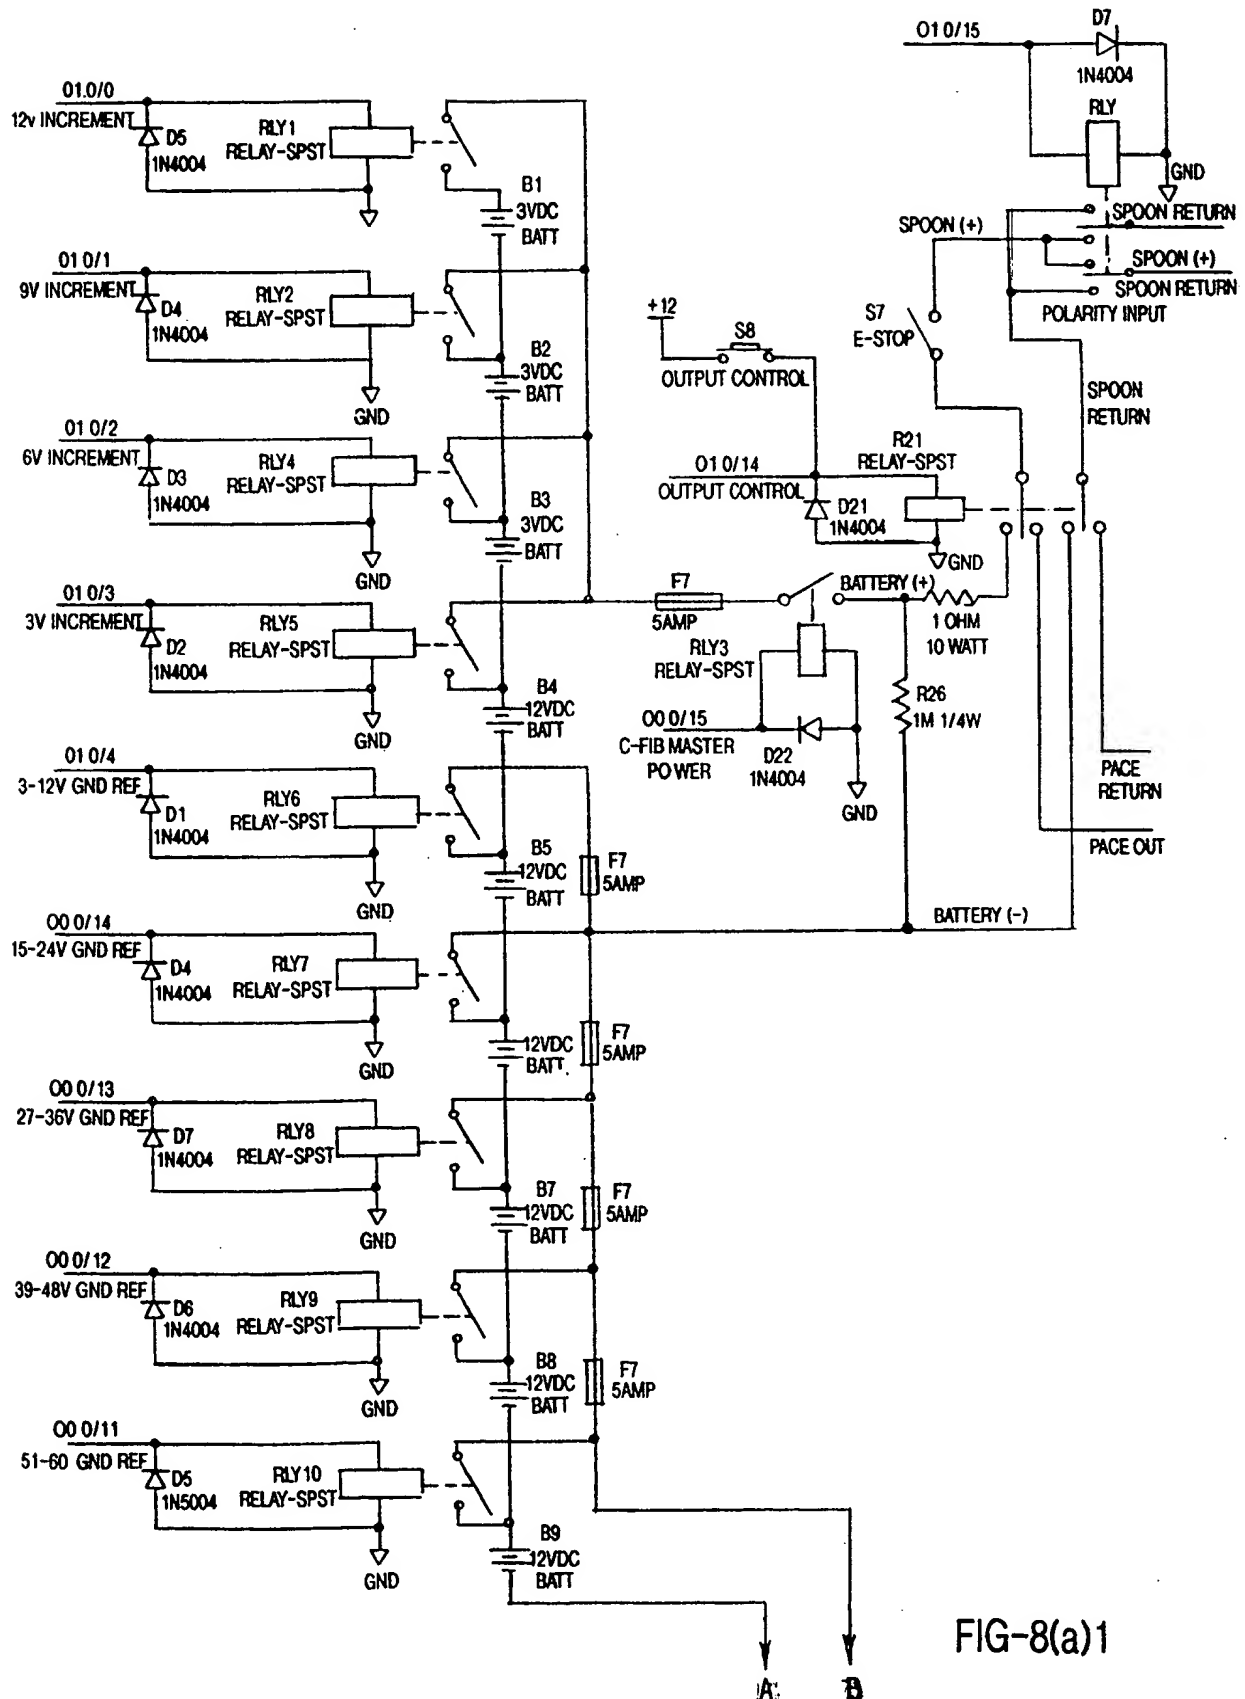 O1 0/15
D7
1N4004
RLY
GND
SPOON RETURN
SPOON (+)
SPOON (+)
SPOON RETURN
POLARITY INPUT
01.0/0
12v INCREMENT
D5
1N4004
RLY1
RELAY-SPST
B1
3VDC
BATT
01 0/1
9V INCREMENT
D4
1N4004
RLY2
RELAY-SPST
GND
B2
3VDC
BATT
+12
S8
OUTPUT CONTROL
S7
E-STOP
SPOON
RETURN
01 0/2
6V INCREMENT
D3
1N4004
RLY4
RELAY-SPST
GND
B3
3VDC
BATT
O1 0/14
OUTPUT CONTROL
D21
1N4004
R21
RELAY-SPST
GND
01 0/3
3V INCREMENT
D2
1N4004
RLY5
RELAY-SPST
GND
B4
12VDC
BATT
F7
5AMP
BATTERY (+)
1 OHM
10 WATT
RLY3
RELAY-SPST
R26
1M 1/4W
O0 0/15
C-FIB MASTER
POWER
D22
1N4004
GND
PACE
RETURN
PACE OUT
01 0/4
3-12V GND REF
D1
1N4004
RLY6
RELAY-SPST
GND
B5
12VDC
BATT
F7
5AMP
BATTERY (-)
O0 0/14
15-24V GND REF
D4
1N4004
RLY7
RELAY-SPST
GND
12VDC
BATT
F7
5AMP
O0 0/13
27-36V GND REF
D7
1N4004
RLY8
RELAY-SPST
GND
B7
12VDC
BATT
F7
5AMP
O0 0/12
39-48V GND REF
D6
1N4004
RLY9
RELAY-SPST
GND
B8
12VDC
BATT
F7
5AMP
O0 0/11
51-60 GND REF
D5
1N5004
RLY10
RELAY-SPST
GND
B9
12VDC
BATT
FIG-8(a)1
A
B